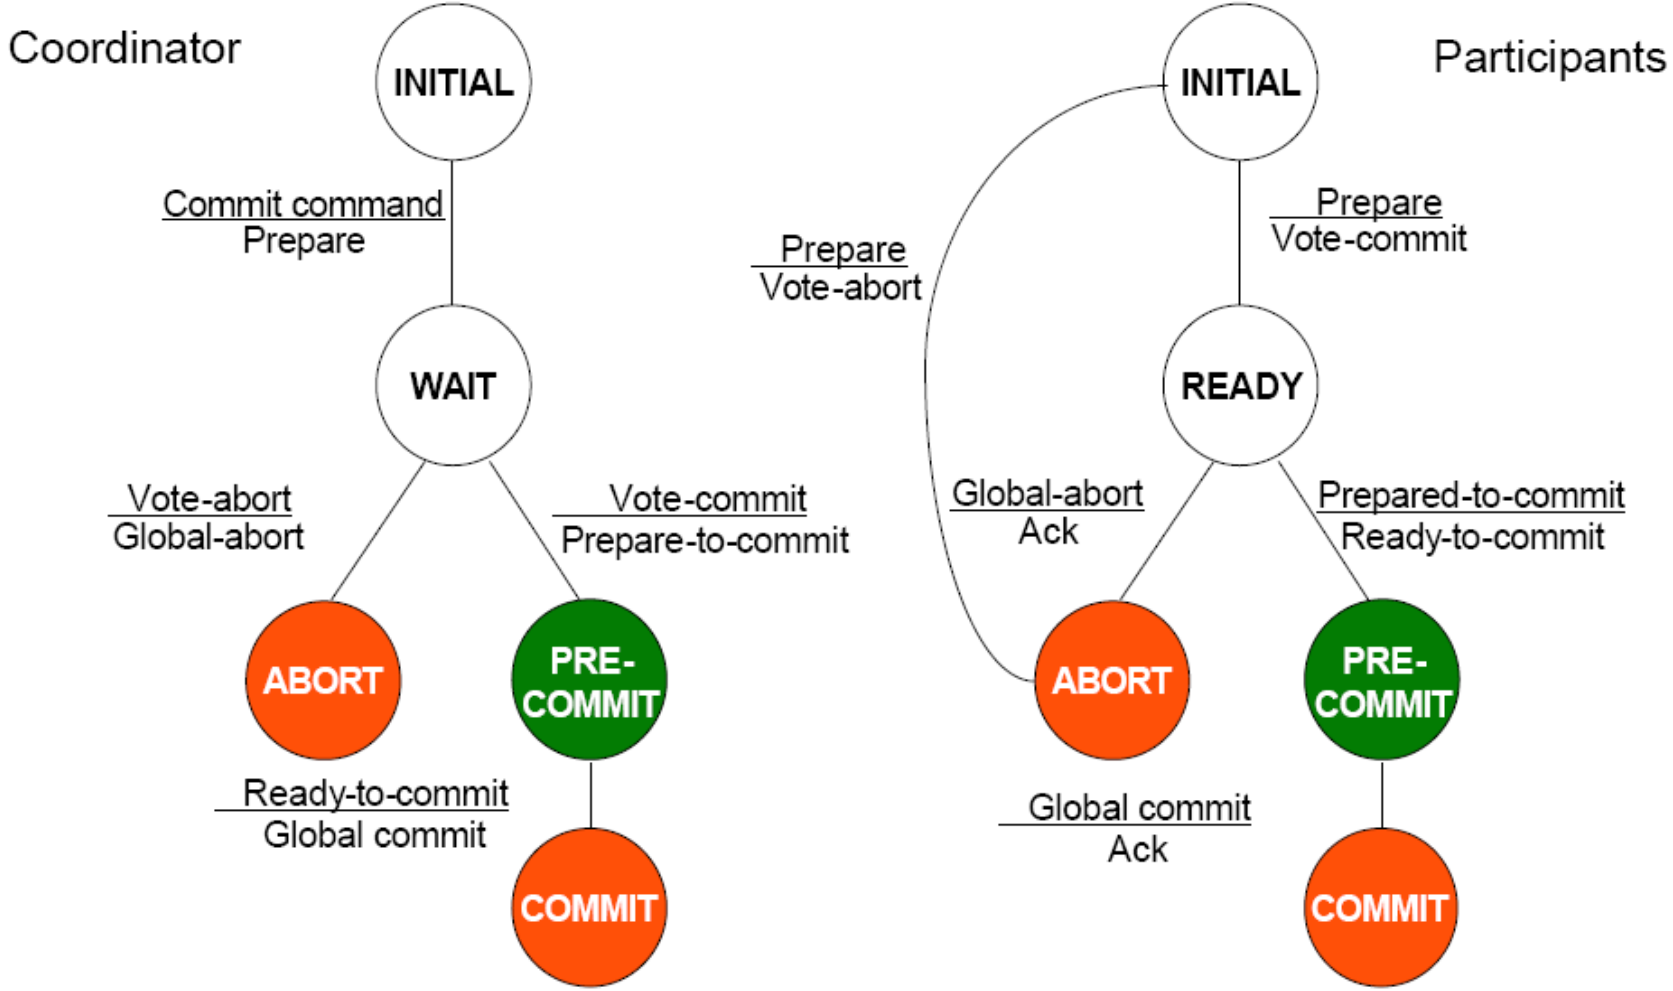 Coordinator
INITIAL
Commit command
Prepare
WAIT
Vote-abort
Global-abort
Vote-commit
Prepare-to-commit
ABORT
PRE-
COMMIT
Ready-to-commit
Global commit
COMMIT
Participants
INITIAL
Prepare
Vote-abort
Prepare
Vote-commit
READY
Global-abort
Ack
Prepared-to-commit
Ready-to-commit
ABORT
PRE-
COMMIT
Global commit
Ack
COMMIT